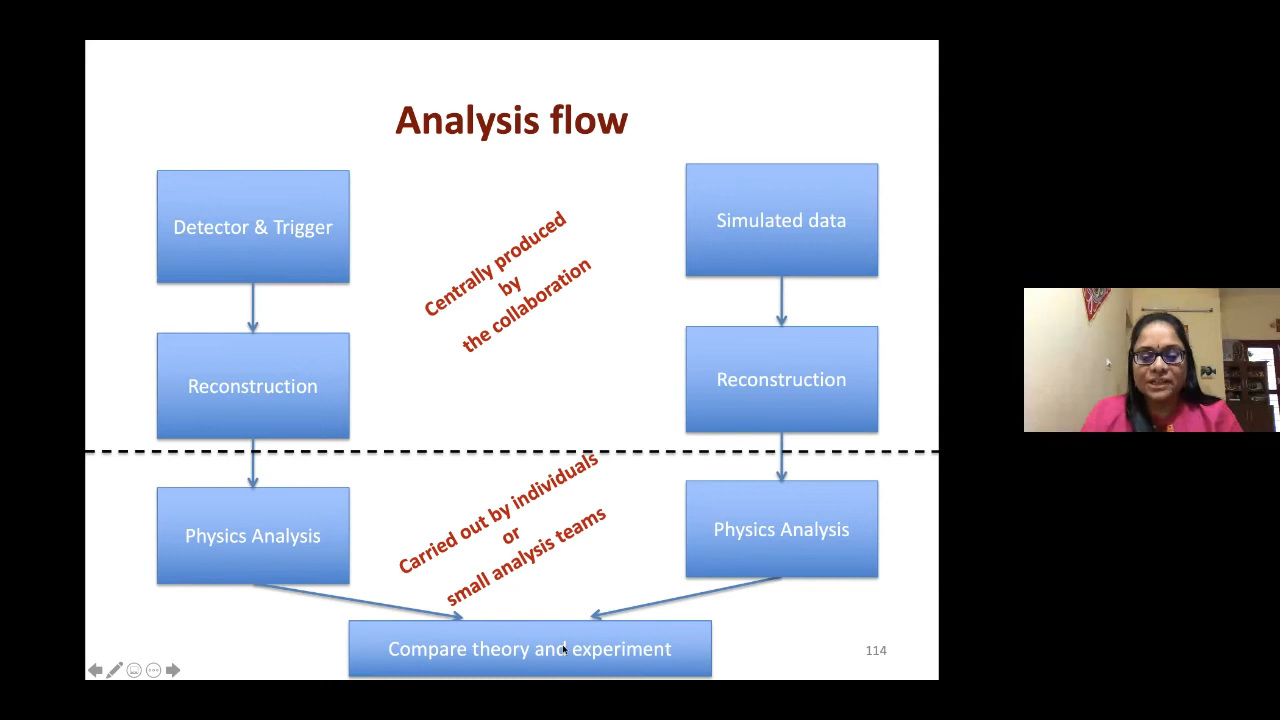 Analysis flow
Detector & Trigger
Simulated data
Centrally produced
by
the collaboration
Reconstruction
Reconstruction
Carried out by individuals
or
small analysis teams
Physics Analysis
Physics Analysis
Compare theory and experiment
114